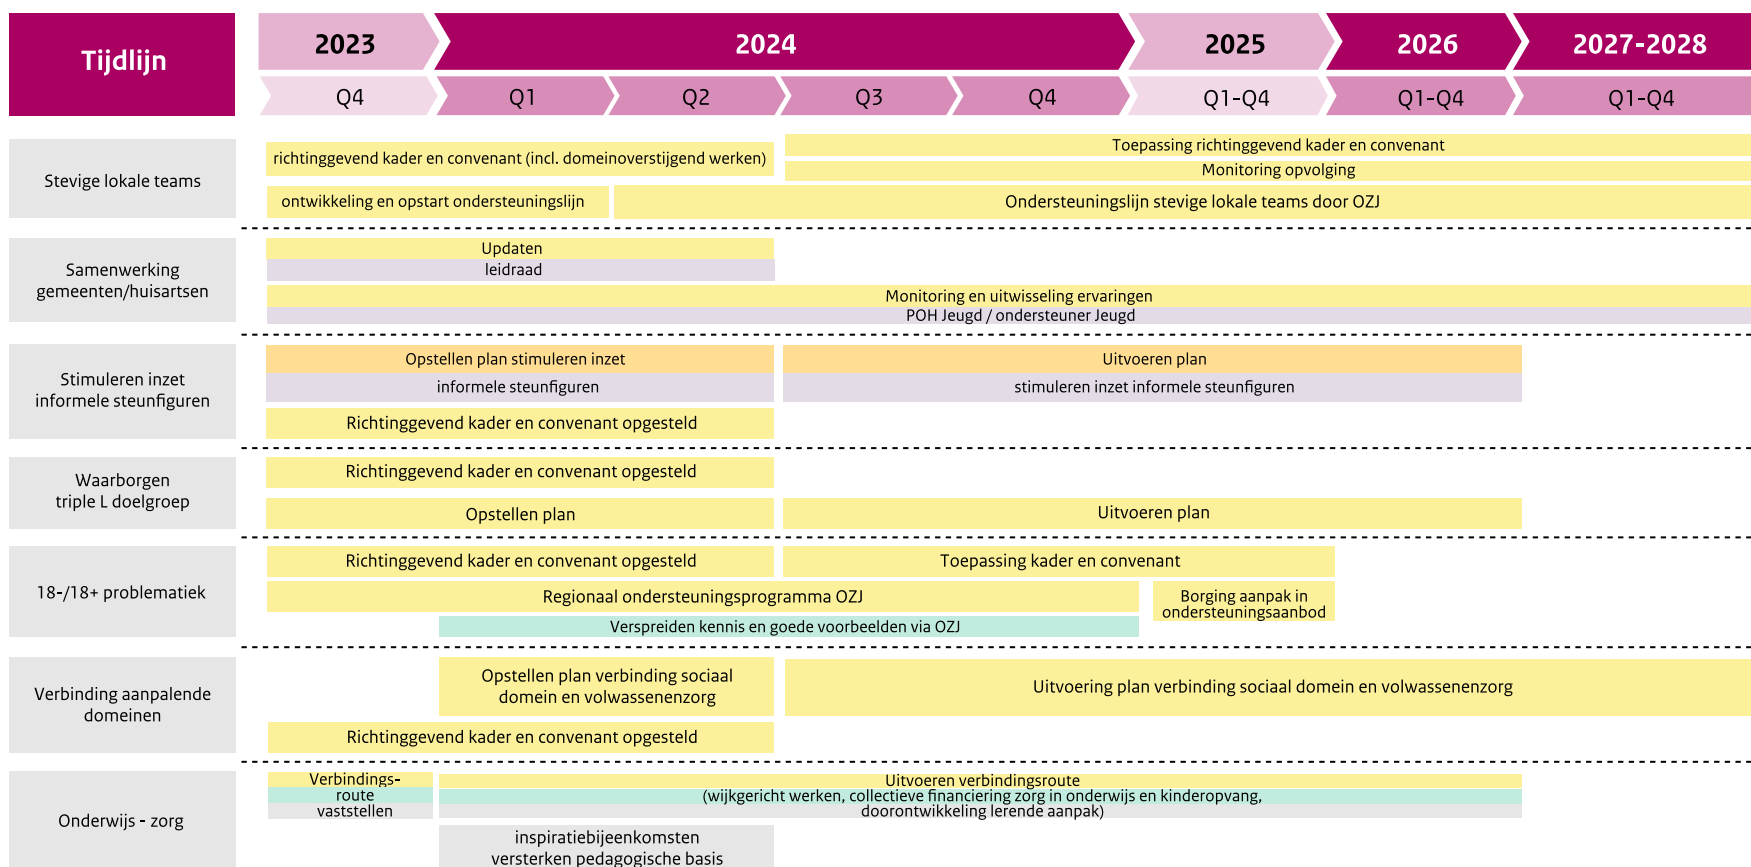 Tijdlijn
2023
2024
2025
2026
2027-2028
Q4
Q1
Q2
Q3
Q4
Q1-Q4
Q1-Q4
Q1-Q4
Stevige lokale teams
richtinggevend kader en convenant (incl. domeinoverstijgend werken)
Toepassing richtinggevend kader en convenant
Monitoring opvolging
ontwikkeling en opstart ondersteuningslijn
Ondersteuningslijn stevige lokale teams door OZJ
Samenwerking
gemeenten/huisartsen
Updaten
leidraad
Monitoring en uitwisseling ervaringen
POH Jeugd / ondersteuner Jeugd
Stimuleren inzet
informele steunfiguren
Opstellen plan stimuleren inzet
informele steunfiguren
Uitvoeren plan
stimuleren inzet informele steunfiguren
Richtinggevend kader en convenant opgesteld
Waarborgen
triple L doelgroep
Richtinggevend kader en convenant opgesteld
Opstellen plan
Uitvoeren plan
18-/18+ problematiek
Richtinggevend kader en convenant opgesteld
Toepassing kader en convenant
Regionaal ondersteuningsprogramma OZJ
Borging aanpak in
ondersteuningsaanbod
Verspreiden kennis en goede voorbeelden via OZJ
Verbinding aanpalende
domeinen
Opstellen plan verbinding sociaal
domein en volwassenenzorg
Uitvoering plan verbinding sociaal domein en volwassenenzorg
Richtinggevend kader en convenant opgesteld
Onderwijs - zorg
Verbindings-
route
vaststellen
Uitvoeren verbindingsroute
(wijkgericht werken, collectieve financiering zorg in onderwijs en kinderopvang,
doorontwikkeling lerende aanpak)
inspiratiebijeenkomsten
versterken pedagogische basis